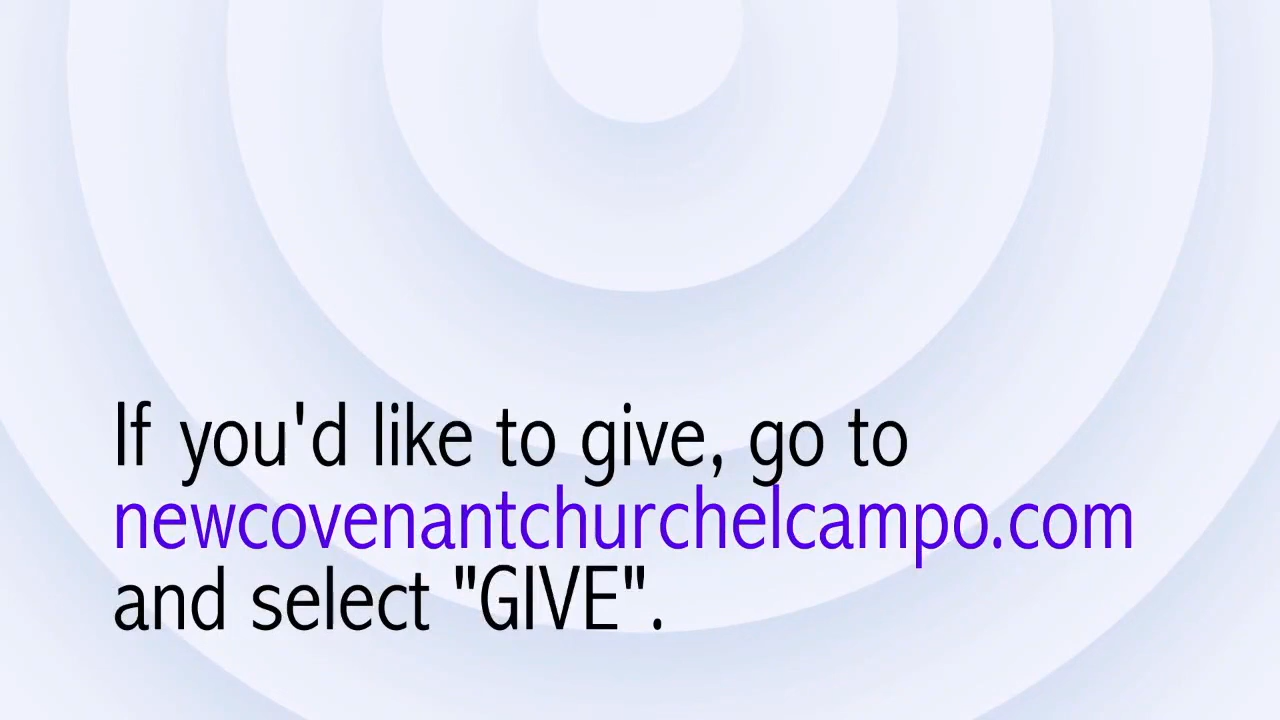 If you'd like to give, go to
newcovenantchurchelcampo.com
and select "GIVE".